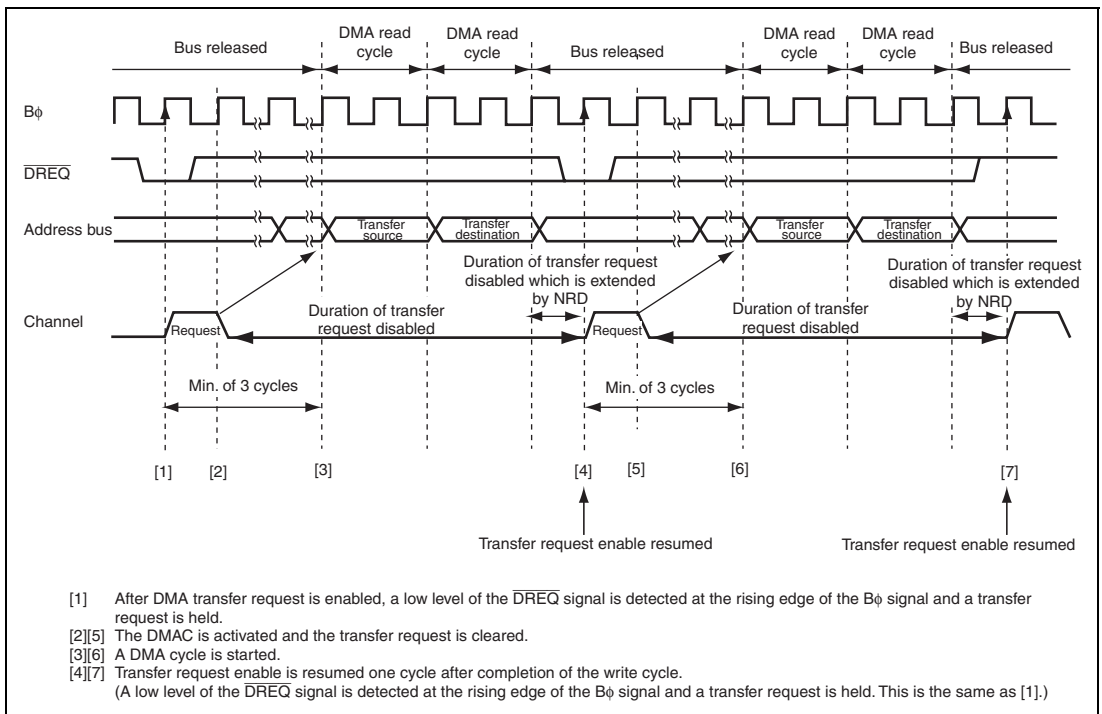 Bus released
DMA read
cycle
DMA read
cycle
Bus released
DMA read
cycle
DMA read
cycle
Bus released
Bϕ
DREQ
Address bus
Transfer
source
Transfer
destination
Transfer
source
Transfer
destination
Duration of transfer request
disabled which is extended
by NRD
Duration of transfer request
disabled which is extended
by NRD
Channel
Request
Duration of transfer
request disabled
Request
Duration of transfer
request disabled
Min. of 3 cycles
Min. of 3 cycles
[1]
[2]
[3]
[4]
[5]
[6]
[7]
Transfer request enable resumed
Transfer request enable resumed
[1] After DMA transfer request is enabled, a low level of the DREQ signal is detected at the rising edge of the Bϕ signal and a transfer
request is held.
[2][5] The DMAC is activated and the transfer request is cleared.
[3][6] A DMA cycle is started.
[4][7] Transfer request enable is resumed one cycle after completion of the write cycle.
(A low level of the DREQ signal is detected at the rising edge of the Bϕ signal and a transfer request is held. This is the same as [1].)